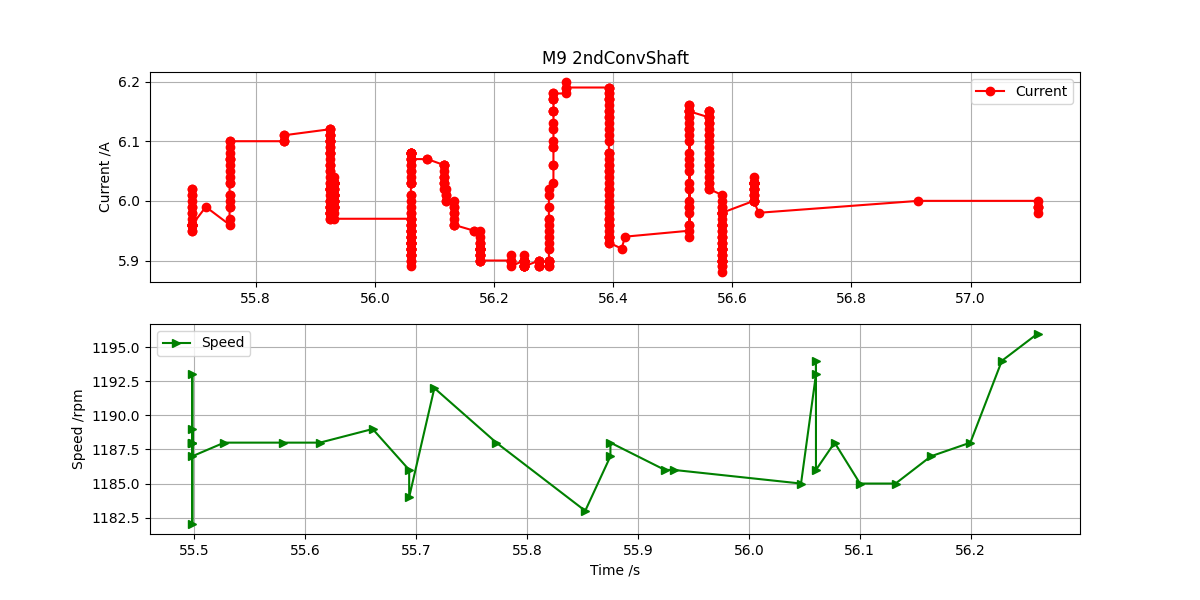 M9 2ndConvShaft
6.2
6.1
6.0
5.9
Current /A
Current
55.8 56.0 56.2 56.4 56.6 56.8 57.0
1195.0
1192.5
1190.0
1187.5
1185.0
1182.5
Speed /rpm
Speed
55.5 55.6 55.7 55.8 55.9 56.0 56.1 56.2
Time /s